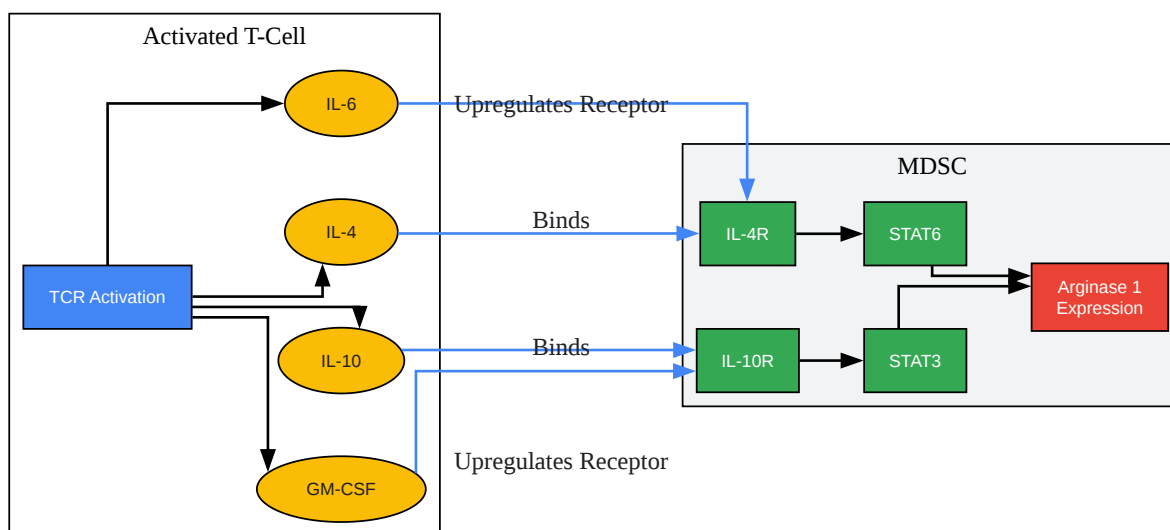 Activated T-Cell
IL-6
Upregulates Receptor
MDSC
IL-4
Binds
IL-4R
STAT6
TCR Activation
Arginase 1
Expression
IL-10
Binds
IL-10R
STAT3
GM-CSF
Upregulates Receptor